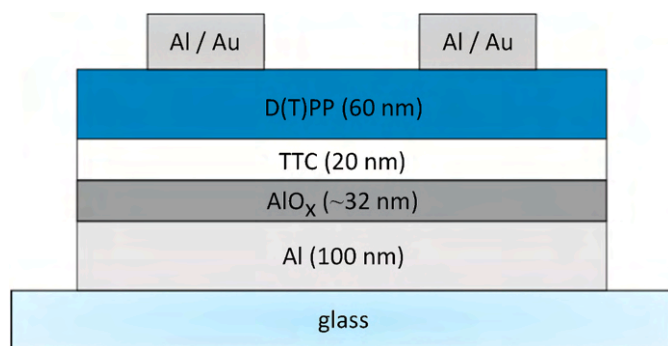 Al / Au Al / Au
D(T)PP (60 nm)
TTC (20 nm)
AlOx (~32 nm)
Al (100 nm)
glass